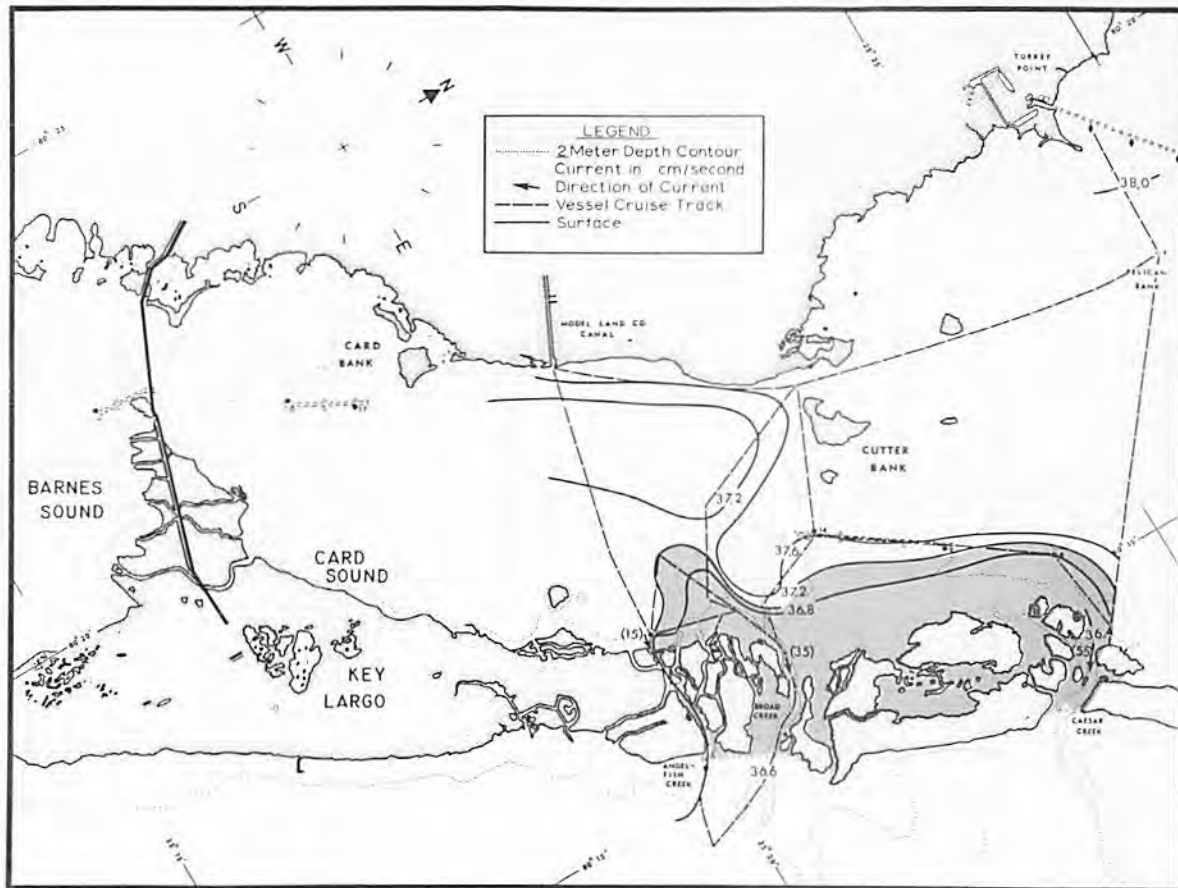 W
N
S
E
LEGEND
2 Meter Depth Contour
Current in cm/second
Direction of Current
Vessel Cruise Track
Surface
TURKEY
POINT
38.0
PELICAN
BANK
MODEL LAND CO
CANAL
CARD
BANK
CUTTER
BANK
BARNES
SOUND
CARD
SOUND
KEY
LARGO
37.2
37.6
37.2
36.8
(15)
(35)
(55)
BROAD
CREEK
CAESAR
CREEK
ANGEL-
FISH CREEK
36.6